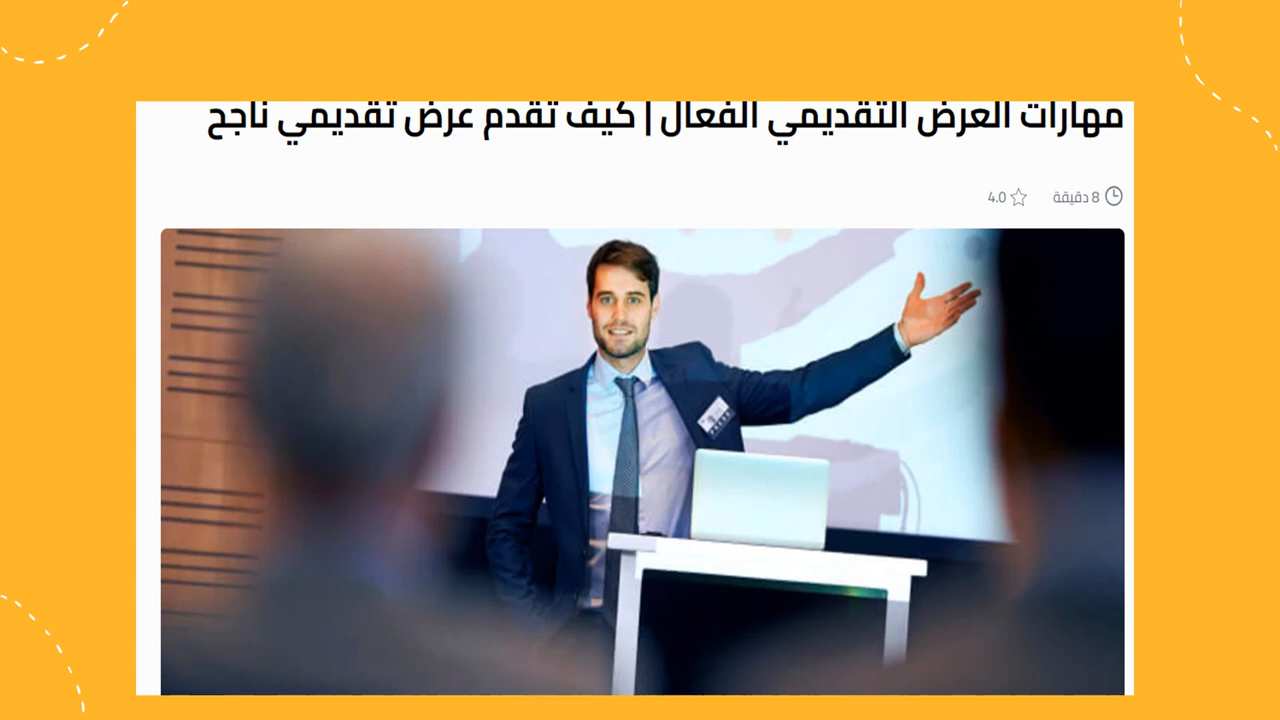 مهارات العرض التقديمي الفعال | كيف تقدم عرض تقديمي ناجح
8 دقيقة 4.0